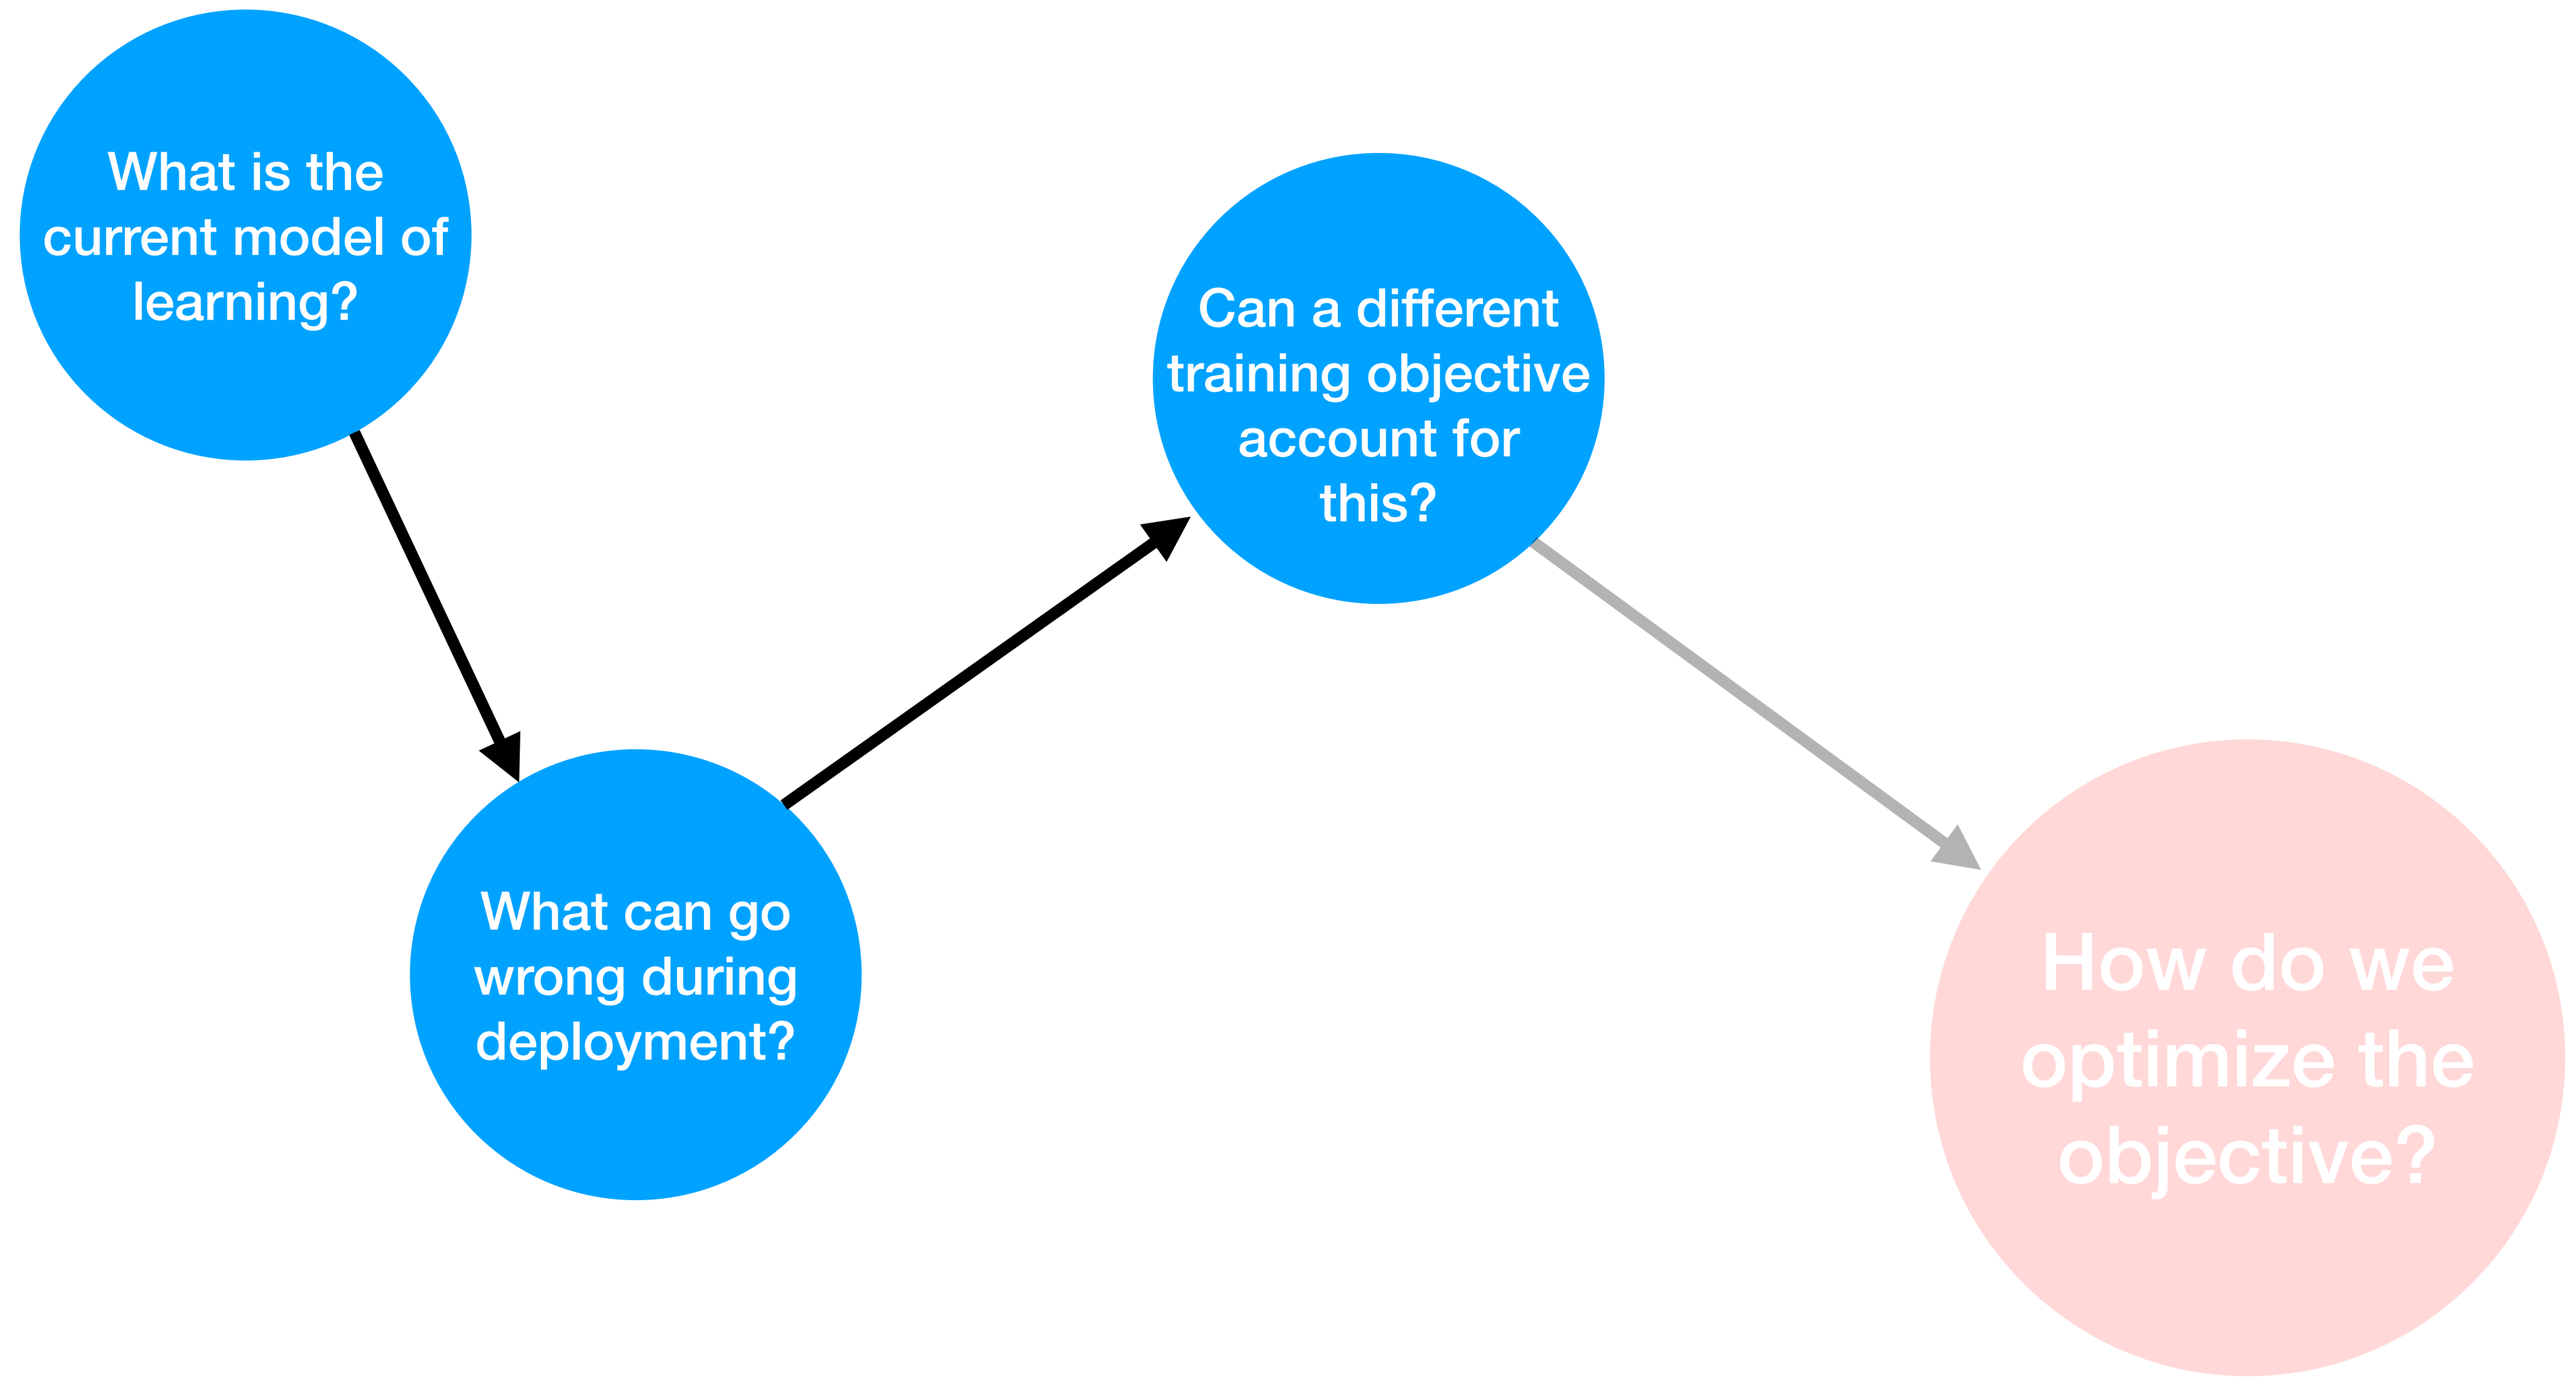 What is the
current model of
learning?
What can go
wrong during
deployment?
Can a different
training objective
account for
this?
How do we
optimize the
objective?